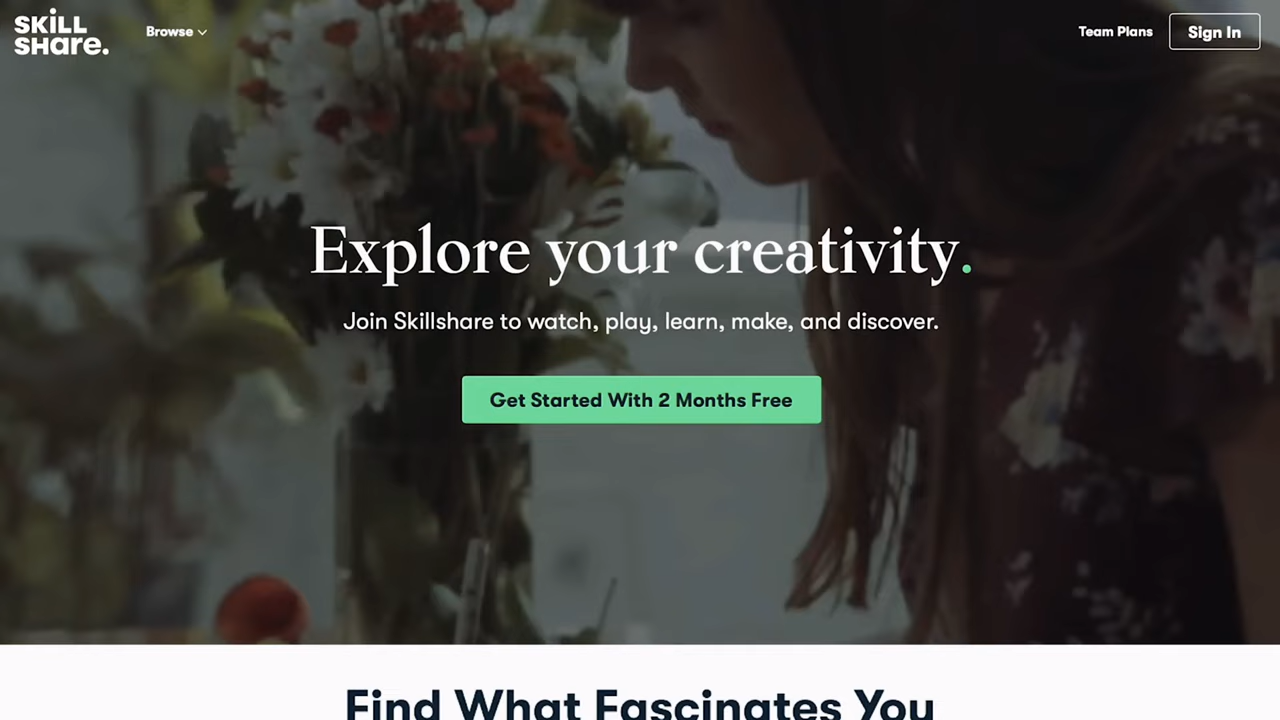 SKILL
SHare.
Browse
Team Plans
Sign In
Explore your creativity.
Join Skillshare to watch, play, learn, make, and discover.
Get Started With 2 Months Free
Find What Fascinates You